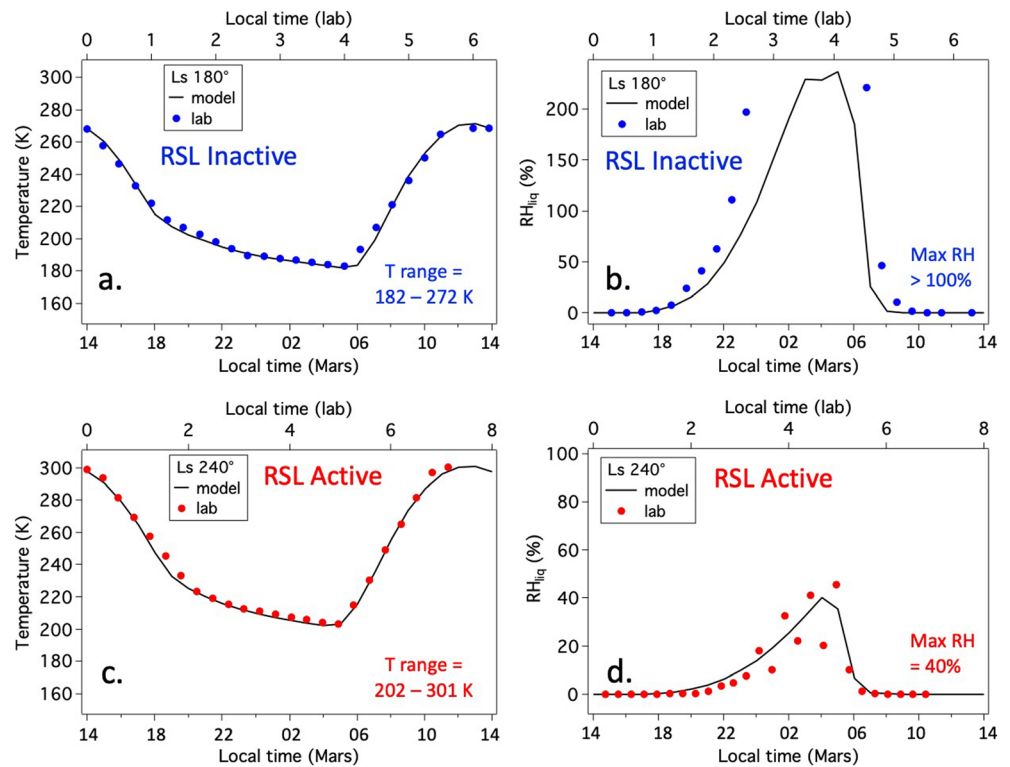 Local time (lab)
0 1 2 3 4 5 6
Temperature (K)
300
280
260
240
220
200
180
160
Ls 180°
model
lab
RSL Inactive
a.
T range =
182 – 272 K
14 18 22 02 06 10 14
Local time (Mars)
Local time (lab)
0 1 2 3 4 5 6
RHliq (%)
200
150
100
50
0
Ls 180°
model
lab
RSL Inactive
b.
Max RH
> 100%
14 18 22 02 06 10 14
Local time (Mars)
Local time (lab)
0 2 4 6 8
Temperature (K)
300
280
260
240
220
200
180
160
Ls 240°
model
lab
RSL Active
c.
T range =
202 – 301 K
14 18 22 02 06 10 14
Local time (Mars)
Local time (lab)
0 2 4 6 8
RHliq (%)
100
80
60
40
20
0
Ls 240°
model
lab
RSL Active
d.
Max RH
= 40%
14 18 22 02 06 10 14
Local time (Mars)